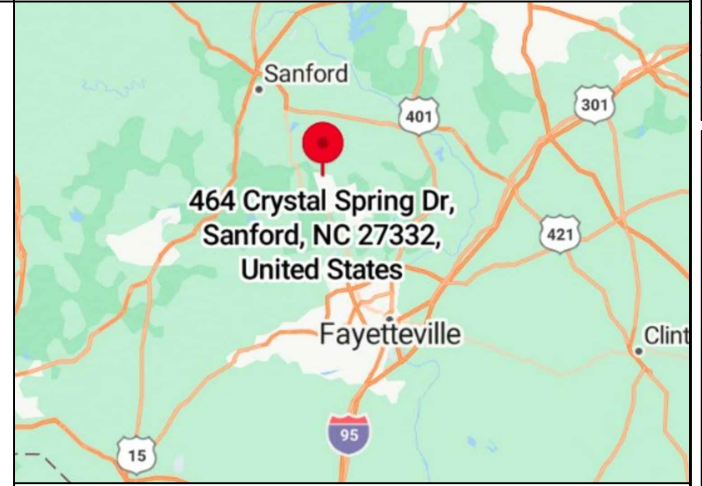 Sanford
401
301
464 Crystal Spring Dr,
Sanford, NC 27332,
United States
421
Fayetteville
Clint
95
15